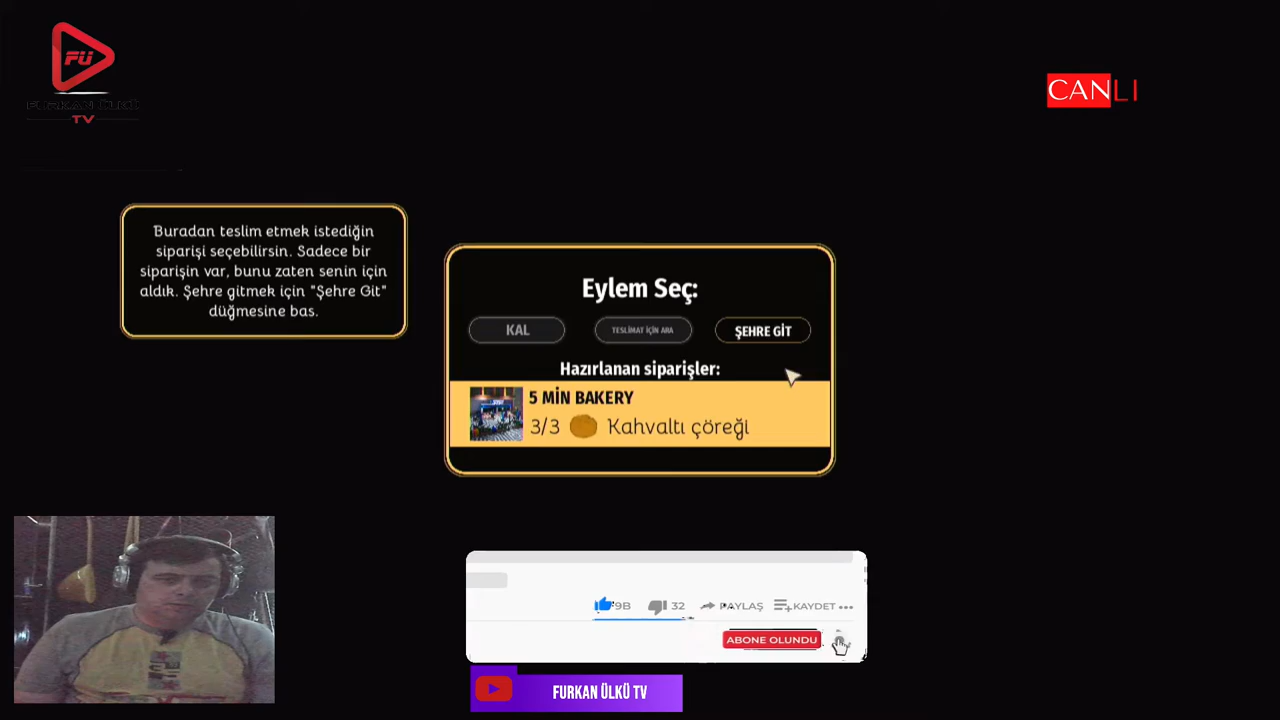 FU
FURKAN ÜLKÜ
TV
CANLI
Buradan teslim etmek istediğin
siparişi seçebilirsin. Sadece bir
siparişin var, bunu zaten senin için
aldık. Şehre gitmek için "Şehre Git"
düğmesine bas.
Eylem Seç:
KAL
TESLİMAT İÇİN ARA
ŞEHRE GİT
Hazırlanan siparişler:
5 MİN BAKERY
3/3 Kahvaltı çöreği
9B 32 PAYLAŞ KAYDET
ABONE OLUNDU
FURKAN ÜLKÜ TV